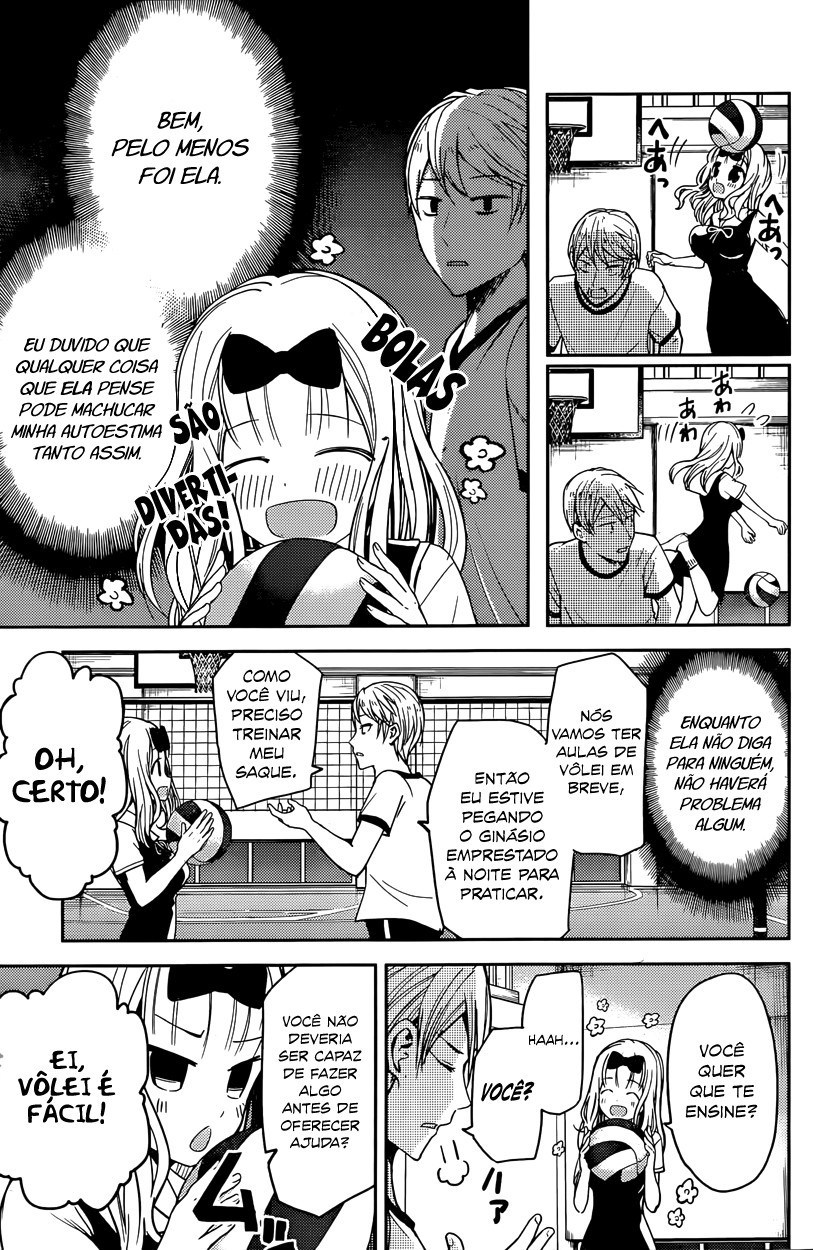 へあっ
へあっ
あわ
あわ
BEM,
PELO MENOS
FOI ELA.
EU DUVIDO QUE
QUALQUER COISA
QUE ELA PENSE
PODE MACHUCAR
MINHA AUTOESTIMA
TANTO ASSIM.
BOLAS
SÃO
DIVERTI-
DAS!
ENQUANTO
ELA NÃO DIGA
PARA NINGUÉM,
NÃO HAVERÁ
PROBLEMA
ALGUM.
NÓS
VAMOS TER
AULAS DE
VÔLEI EM
BREVE,
ENTÃO
EU ESTIVE
PEGANDO
O GINÁSIO
EMPRESTADO
À NOITE PARA
PRATICAR.
COMO
VOCÊ VIU,
PRECISO
TREINAR
MEU
SAQUE.
OH,
CERTO!
VOCÊ
QUER
QUE TE
ENSINE?
HAAH...
VOCÊ?
ハァ
VOCÊ NÃO
DEVERIA
SER CAPAZ
DE FAZER
ALGO
ANTES DE
OFERECER
AJUDA?
EI,
VÔLEI É
FÁCIL!
ムッ